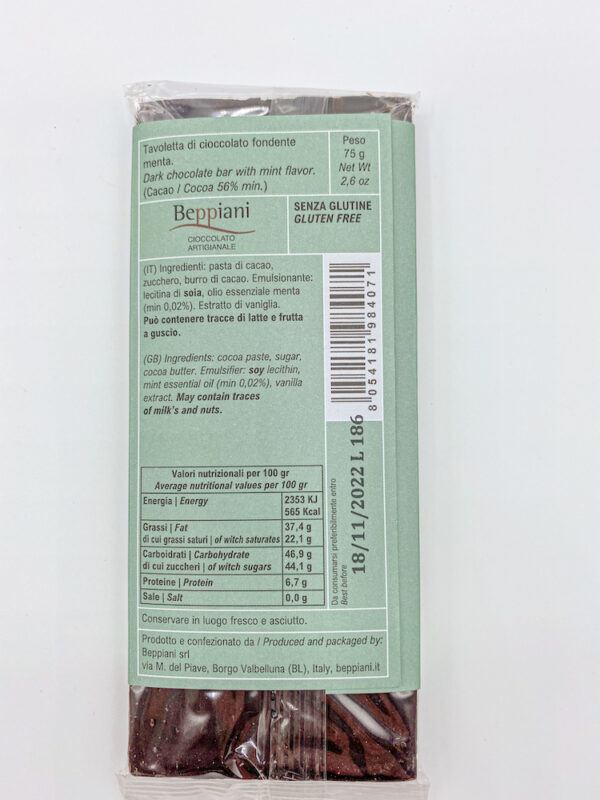 Tavoletta di cioccolato fondente
menta.
Dark chocolate bar with mint flavor.
(Cacao / Cocoa 56% min.)
Peso
75 g
Net Wt
2,6 oz
Beppiani
CIOCCOLATO
ARTIGIANALE
SENZA GLUTINE
GLUTEN FREE
(IT) Ingredienti: pasta di cacao,
zucchero, burro di cacao. Emulsionante:
lecitina di soia, olio essenziale menta
(min 0,02%). Estratto di vaniglia.
Può contenere tracce di latte e frutta
a guscio.
(GB) Ingredients: cocoa paste, sugar,
cocoa butter. Emulsifier: soy lecithin,
mint essential oil (min 0,02%), vanilla
extract. May contain traces
of milk's and nuts.
8 054181 984071
Valori nutrizionali per 100 gr
Average nutritional values per 100 gr
Energia | Energy 2353 KJ
565 Kcal
Grassi | Fat 37,4 g
di cui grassi saturi | of witch saturates 22,1 g
Carboidrati | Carbohydrate 46,9 g
di cui zuccheri | of witch sugars 44,1 g
Proteine | Protein 6,7 g
Sale | Salt 0,0 g
Da consumarsi preferibilmente entro
Best before
18/11/2022 L 186
Conservare in luogo fresco e asciutto.
Prodotto e confezionato da / Produced and packaged by:
Beppiani srl
via M. del Piave, Borgo Valbelluna (BL), Italy, beppiani.it